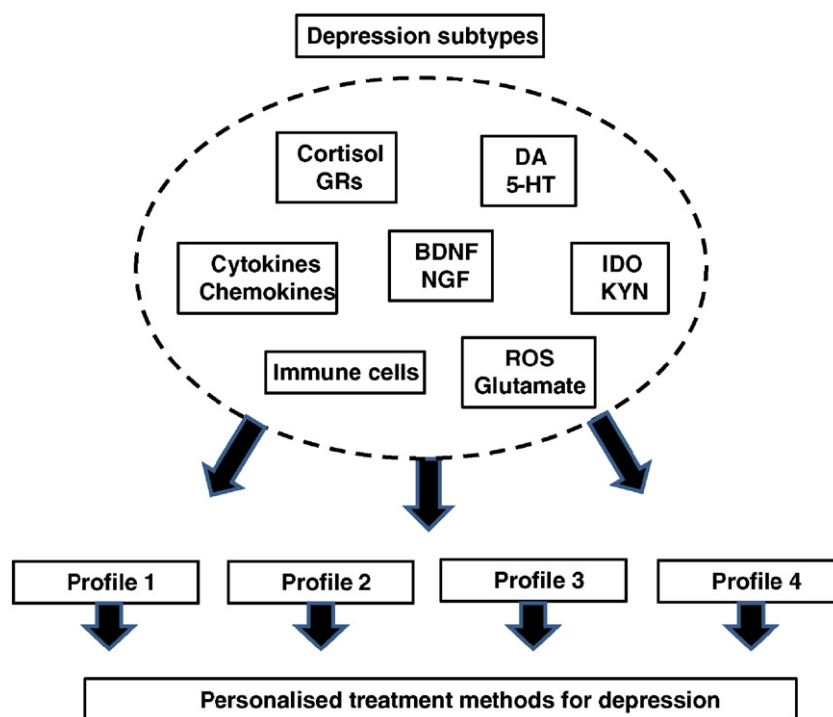 Depression subtypes
Cortisol
GRs
DA
5-HT
Cytokines
Chemokines
BDNF
NGF
IDO
KYN
Immune cells
ROS
Glutamate
Profile 1
Profile 2
Profile 3
Profile 4
Personalised treatment methods for depression